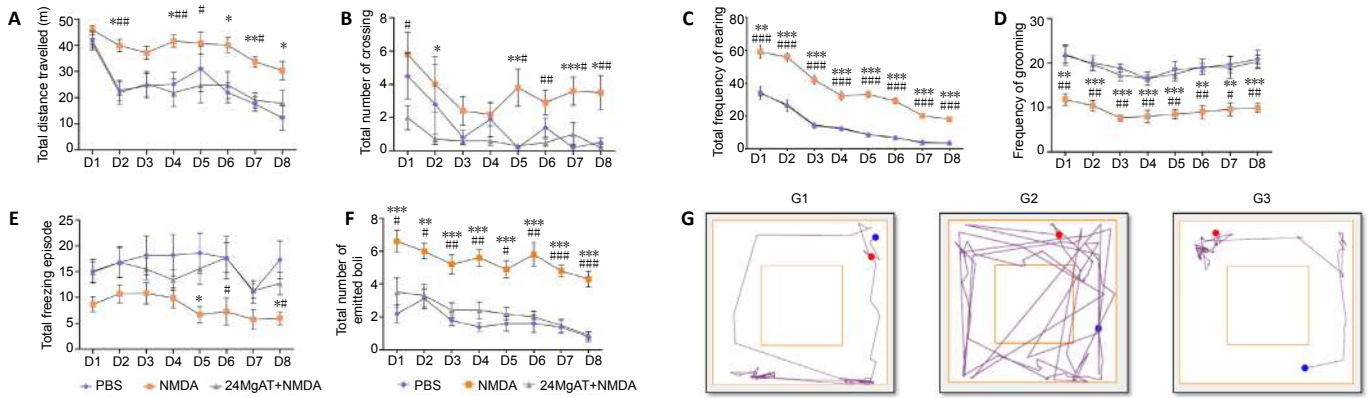 A
Total distance travelled (m)
60
50
40
30
20
10
0
*##
*##
#
*
**#
*
D1 D2 D3 D4 D5 D6 D7 D8
B
Total number of crossing
8
6
4
2
0
#
*
**#
##
***#
*##
D1 D2 D3 D4 D5 D6 D7 D8
C
Total frequency of rearing
80
60
40
20
0
** *** *** *** *** *** *** ***
### ### ### ### ### ### ### ###
D1 D2 D3 D4 D5 D6 D7 D8
D
Frequency of grooming
30
20
10
0
** *** *** *** *** ** ** ***
## ## ## ## ## ## # ##
D1 D2 D3 D4 D5 D6 D7 D8
E
Total freezing episode
25
20
15
10
5
0
*
#
*#
D1 D2 D3 D4 D5 D6 D7 D8
PBS NMDA 24MgAT+NMDA
F
Total number of
emitted boli
8
6
4
2
0
*** ** *** *** *** *** *** ***
# # ## ## # ## ### ###
D1 D2 D3 D4 D5 D6 D7 D8
PBS NMDA 24MgAT+NMDA
G
G1 G2 G3